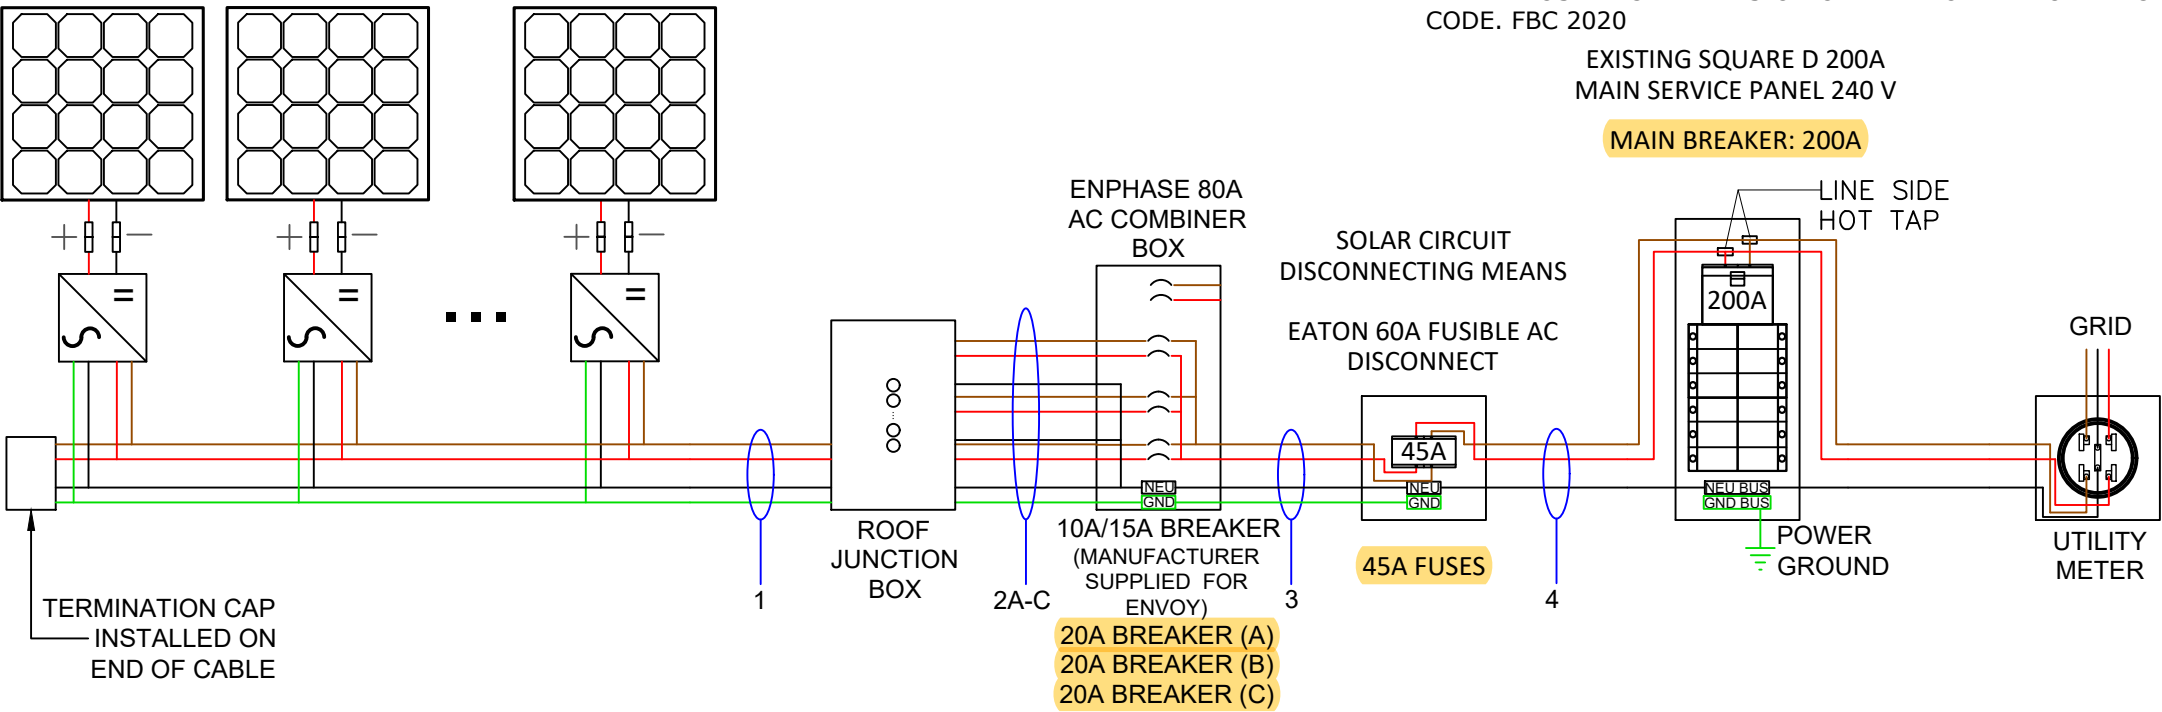 CODE. FBC 2020
EXISTING SQUARE D 200A
MAIN SERVICE PANEL 240 V
MAIN BREAKER: 200A
LINE SIDE
HOT TAP
ENPHASE 80A
AC COMBINER
BOX
SOLAR CIRCUIT
DISCONNECTING MEANS
EATON 60A FUSIBLE AC
DISCONNECT
200A
GRID
45A
NEU
GND
NEU
GND
NEU BUS
GND BUS
ROOF
JUNCTION
BOX
10A/15A BREAKER
(MANUFACTURER
SUPPLIED FOR
ENVOY)
20A BREAKER (A)
20A BREAKER (B)
20A BREAKER (C)
45A FUSES
POWER
GROUND
UTILITY
METER
1
2A-C
3
4
TERMINATION CAP
INSTALLED ON
END OF CABLE